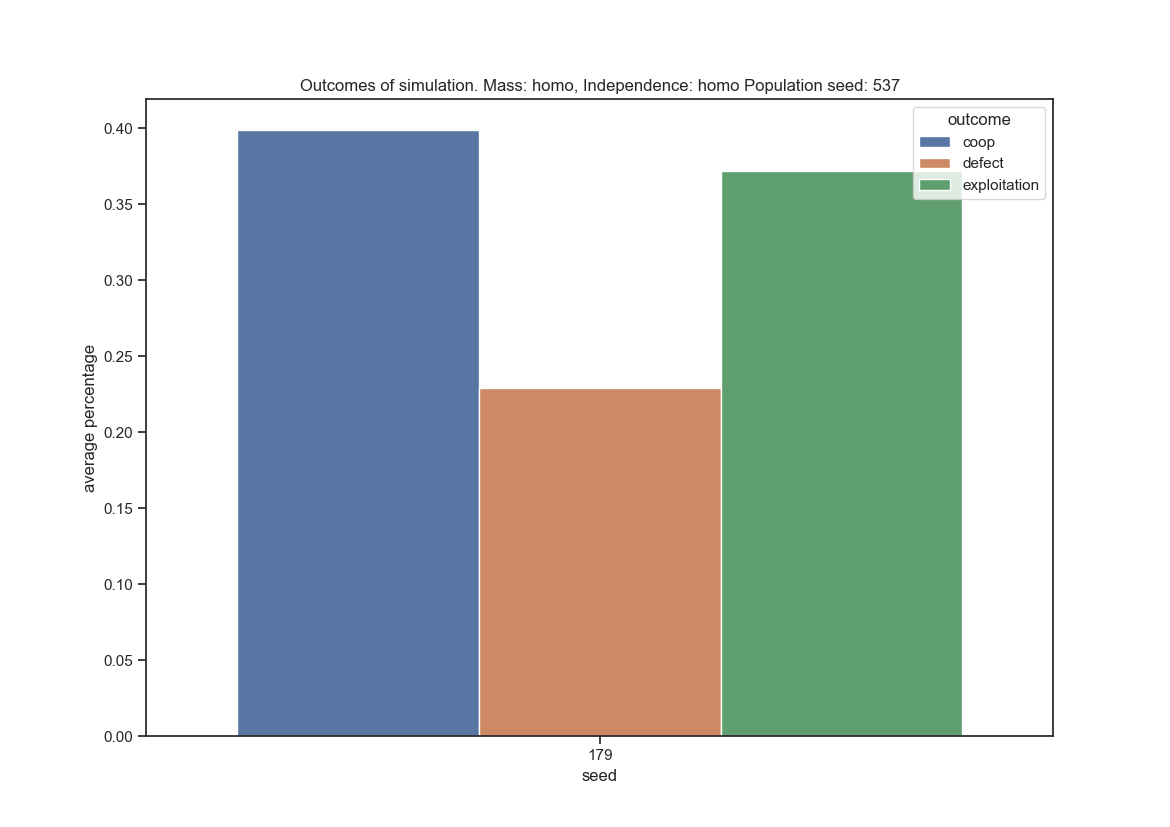 Outcomes of simulation. Mass: homo, Independence: homo Population seed: 537
outcome
coop
defect
exploitation
average percentage
0.40
0.35
0.30
0.25
0.20
0.15
0.10
0.05
0.00
179
seed